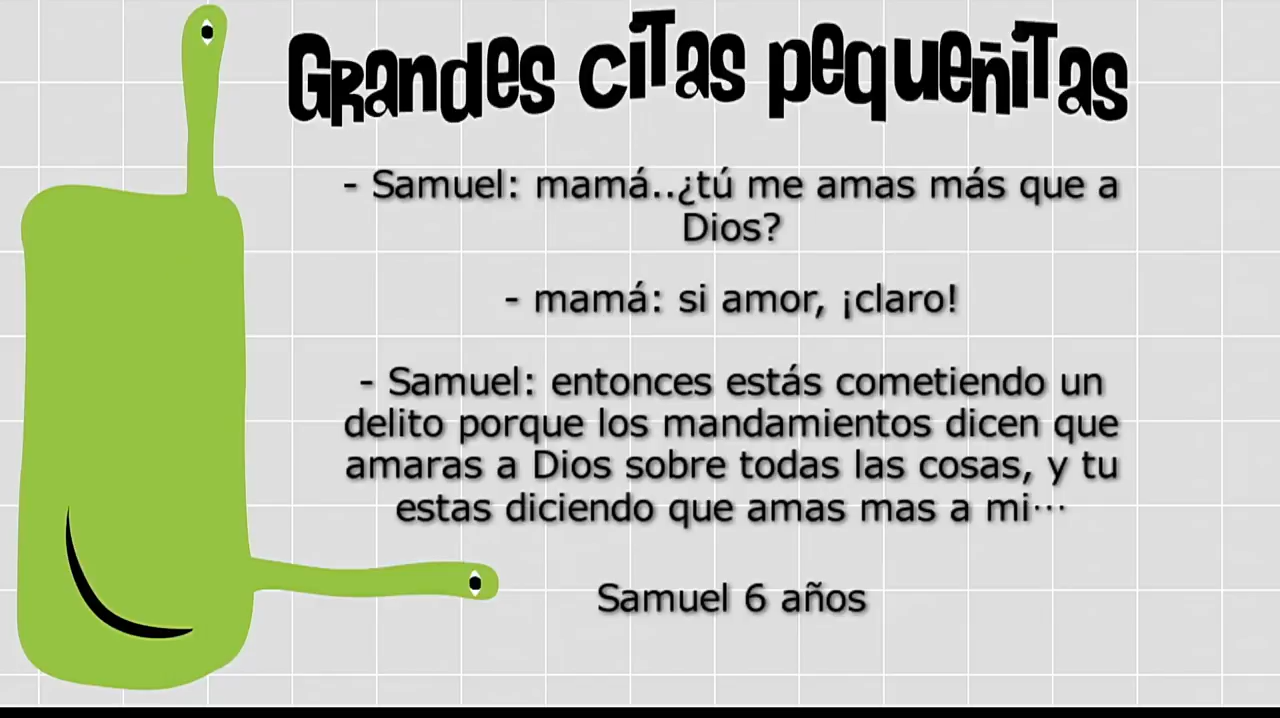 Grandes citas pequeñitas
- Samuel: mamá..¿tú me amas más que a
Dios?
- mamá: si amor, ¡claro!
- Samuel: entonces estás cometiendo un
delito porque los mandamientos dicen que
amaras a Dios sobre todas las cosas, y tu
estas diciendo que amas mas a mi…
Samuel 6 años